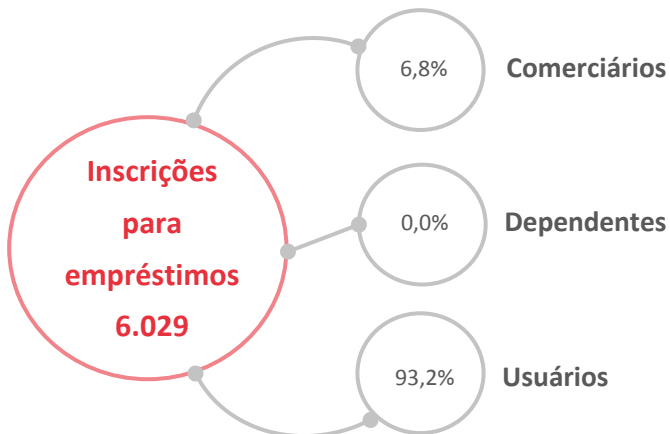 Inscrições
para
empréstimos
6.029
6,8%
Comerciários
0,0%
Dependentes
93,2%
Usuários